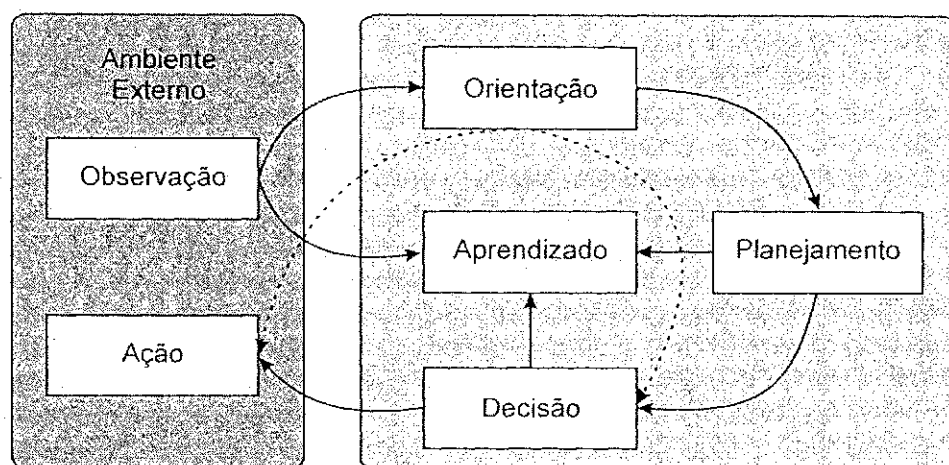 Ambiente
Externo
Observação
Ação
Orientação
Aprendizado
Planejamento
Decisão